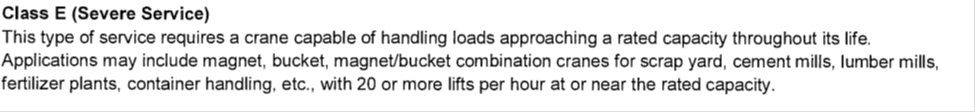 Class E (Severe Service)
This type of service requires a crane capable of handling loads approaching a rated capacity throughout its life.
Applications may include magnet, bucket, magnet/bucket combination cranes for scrap yard, cement mills, lumber mills,
fertilizer plants, container handling, etc., with 20 or more lifts per hour at or near the rated capacity.